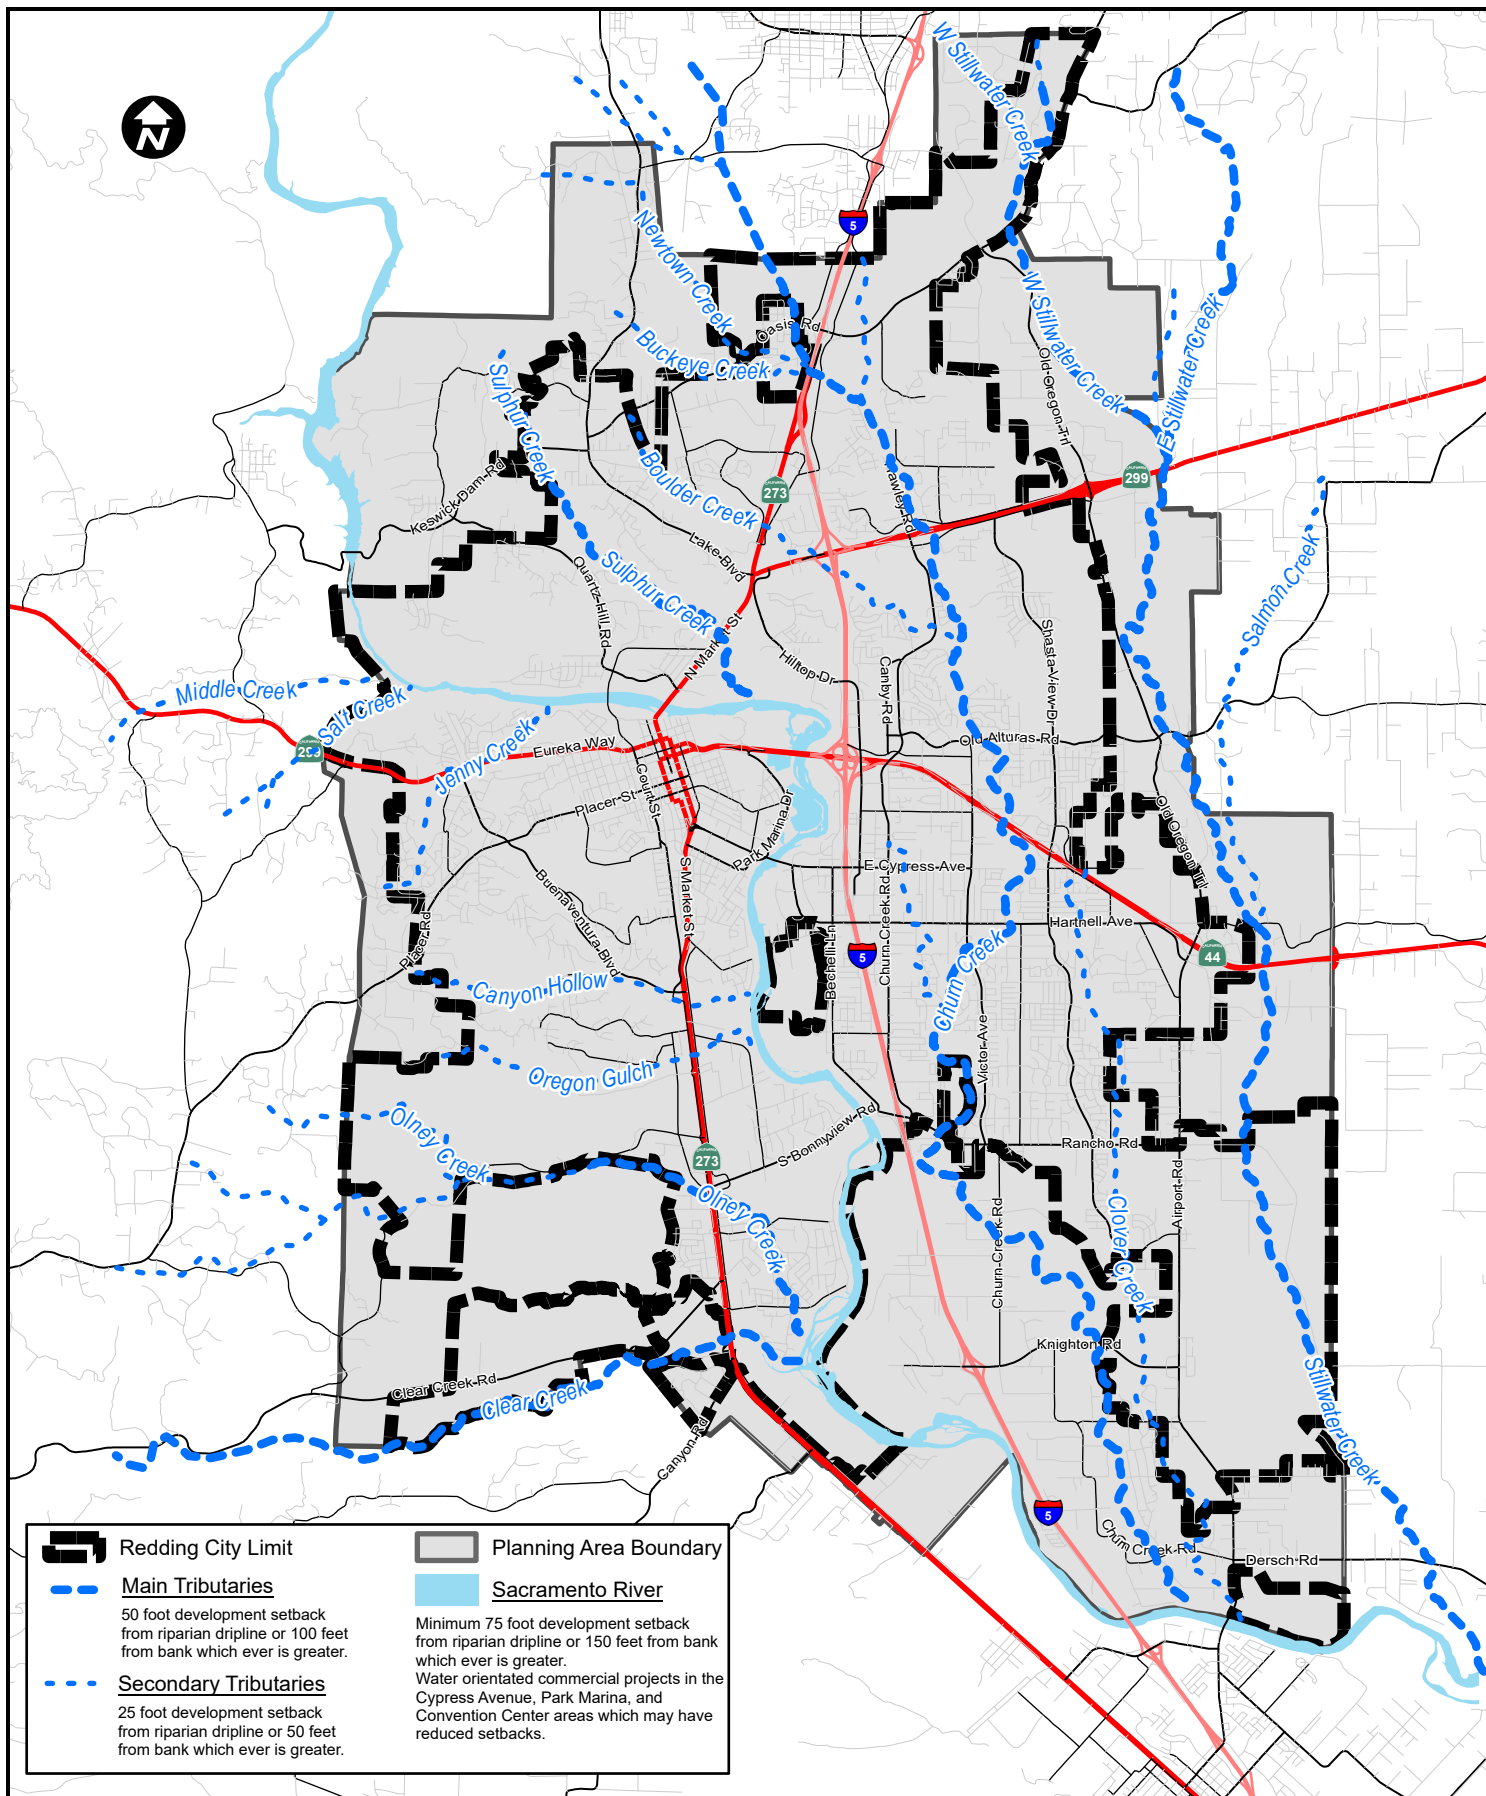 N
W Stillwater Creek
5
Newtown Creek
Oasis Rd
Buckeye Creek
W Stillwater Creek
E Stillwater Creek
Old Oregon Trl
Sulphur Creek
Boulder Creek
Keswick Dam Rd
CALIFORNIA
273
CALIFORNIA
299
Hawley Rd
Lake Blvd
Quartz Hill Rd
Sulphur Creek
Salmon Creek
N Market St
Hilltop Dr
Canby Rd
Shasta View Dr
Middle Creek
Salt Creek
CALIFORNIA
299
Jenny Creek
Eureka Way
Old Alturas Rd
Court St
Placer St
Park Marina Dr
Old Oregon Trl
E Cypress Ave
S Market St
Buenaventura Blvd
Placer Rd
Churn Creek Rd
Hartnell Ave
Bechelli Ln
5
Churn Creek
CALIFORNIA
44
Canyon Hollow
Victor Ave
Oregon Gulch
Olney Creek
S Bonnyview Rd
Rancho Rd
CALIFORNIA
273
Olney Creek
Churn Creek Rd
Airport Rd
Clover Creek
Knighton Rd
Clear Creek Rd
Clear Creek
Canyon Rd
Stillwater Creek
5
Churn Creek Rd
Dersch Rd
Redding City Limit
Main Tributaries
50 foot development setback
from riparian dripline or 100 feet
from bank which ever is greater.
Secondary Tributaries
25 foot development setback
from riparian dripline or 50 feet
from bank which ever is greater.
Planning Area Boundary
Sacramento River
Minimum 75 foot development setback
from riparian dripline or 150 feet from bank
which ever is greater.
Water orientated commercial projects in the
Cypress Avenue, Park Marina, and
Convention Center areas which may have
reduced setbacks.